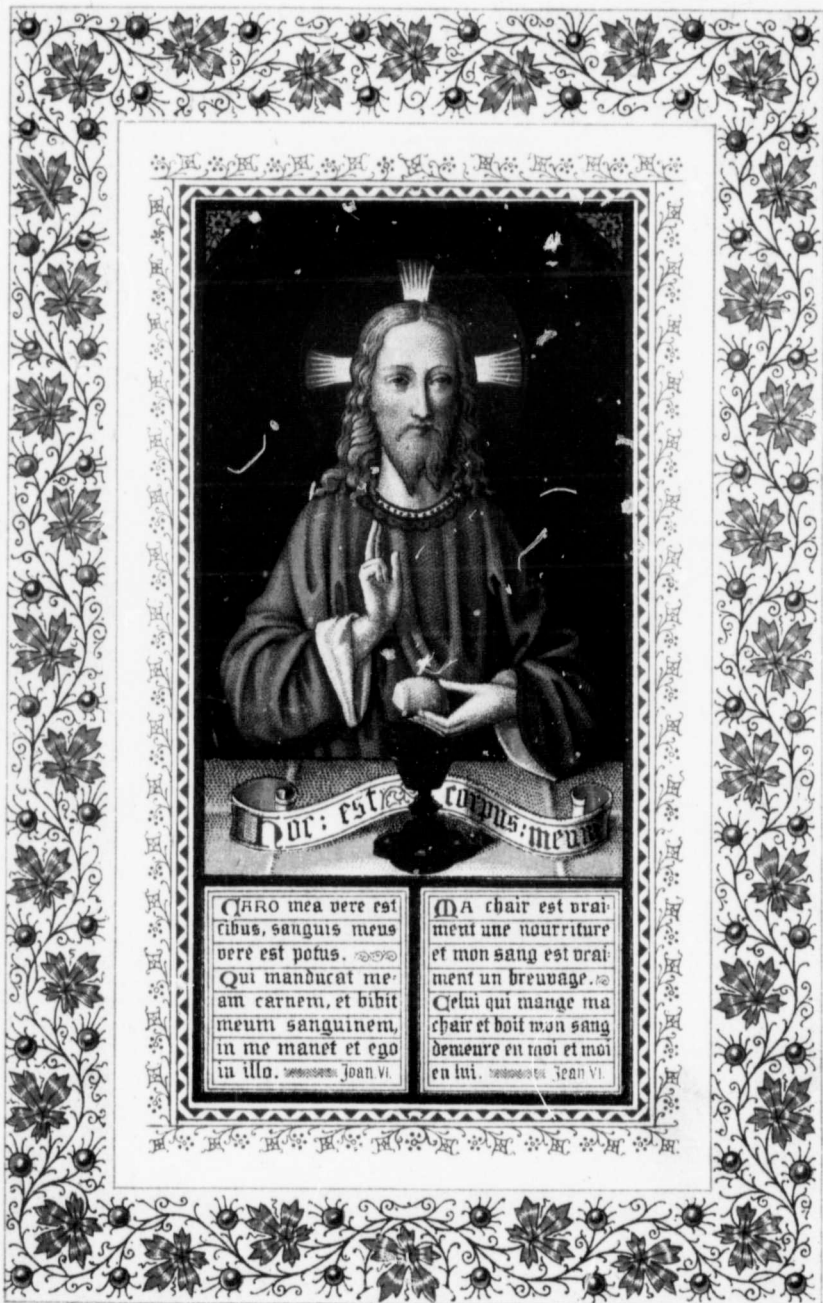 Hoc: est corpus: meum
CARO mea vere est
cibus, sanguis meus
vere est potus.
Qui manducat me-
am carnem, et bibit
meum sanguinem,
in me manet et ego
in illo. Joan VI.
MA chair est vrai-
ment une nourriture
et mon sang est vrai-
ment un breuvage.
Celui qui mange ma
chair et boit mon sang
demeure en moi et moi
en lui. Jean VI.